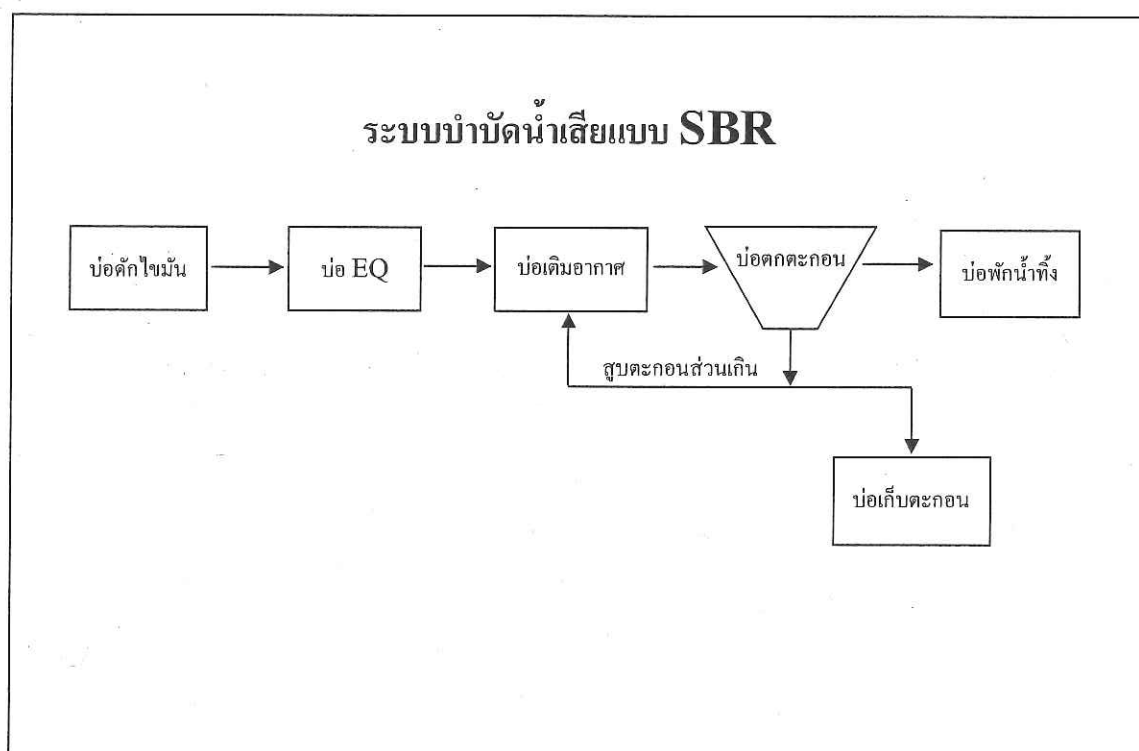 ระบบบำบัดน้ำเสียแบบ SBR
บ่อดักไขมัน
บ่อ EQ
บ่อเติมอากาศ
บ่อตกตะกอน
บ่อพักน้ำทิ้ง
สูบตะกอนส่วนเกิน
บ่อเก็บตะกอน